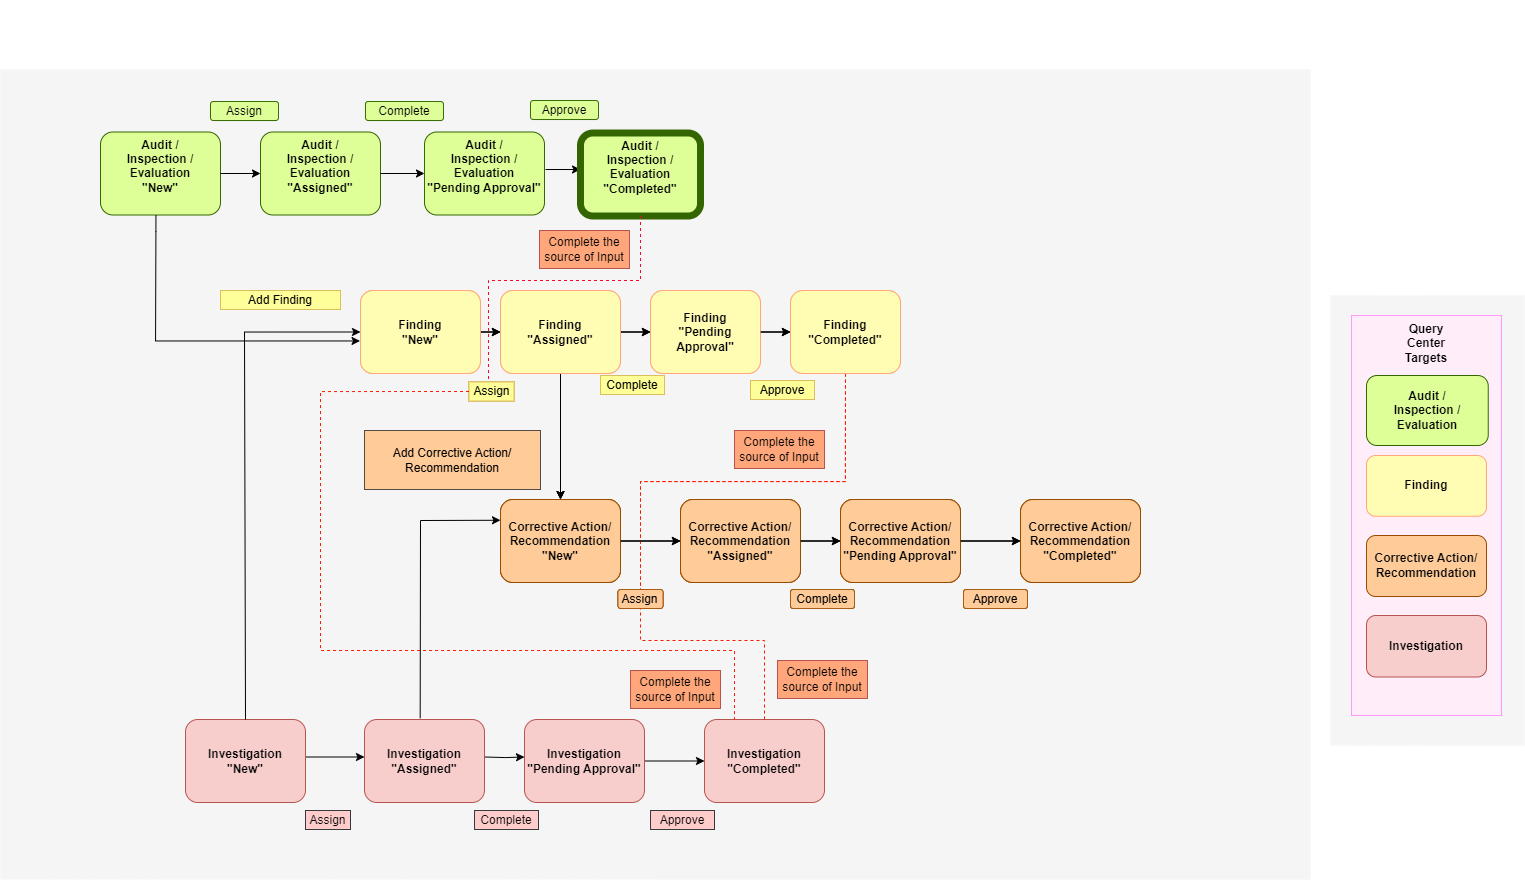 Assign
Complete
Approve
Audit /
Inspection /
Evaluation
"New"
Audit /
Inspection /
Evaluation
"Assigned"
Audit /
Inspection /
Evaluation
"Pending Approval"
Audit /
Inspection /
Evaluation
"Completed"
Complete the
source of Input
Add Finding
Finding
"New"
Finding
"Assigned"
Finding
"Pending
Approval"
Finding
"Completed"
Assign
Complete
Approve
Add Corrective Action/
Recommendation
Complete the
source of Input
Corrective Action/
Recommendation
"New"
Corrective Action/
Recommendation
"Assigned"
Corrective Action/
Recommendation
"Pending Approval"
Corrective Action/
Recommendation
"Completed"
Assign
Complete
Approve
Complete the
source of Input
Complete the
source of Input
Investigation
"New"
Investigation
"Assigned"
Investigation
"Pending Approval"
Investigation
"Completed"
Assign
Complete
Approve
Query
Center
Targets
Audit /
Inspection /
Evaluation
Finding
Corrective Action/
Recommendation
Investigation